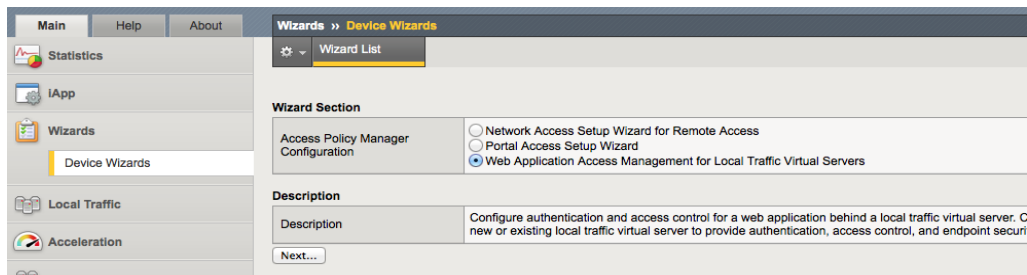 Main Help About
Wizards ›› Device Wizards
Statistics
Wizard List
iApp
Wizard Section
Wizards
Access Policy Manager Configuration
Network Access Setup Wizard for Remote Access
Portal Access Setup Wizard
Web Application Access Management for Local Traffic Virtual Servers
Device Wizards
Description
Local Traffic
Description
Configure authentication and access control for a web application behind a local traffic virtual server. C
new or existing local traffic virtual server to provide authentication, access control, and endpoint securi
Acceleration
Next...